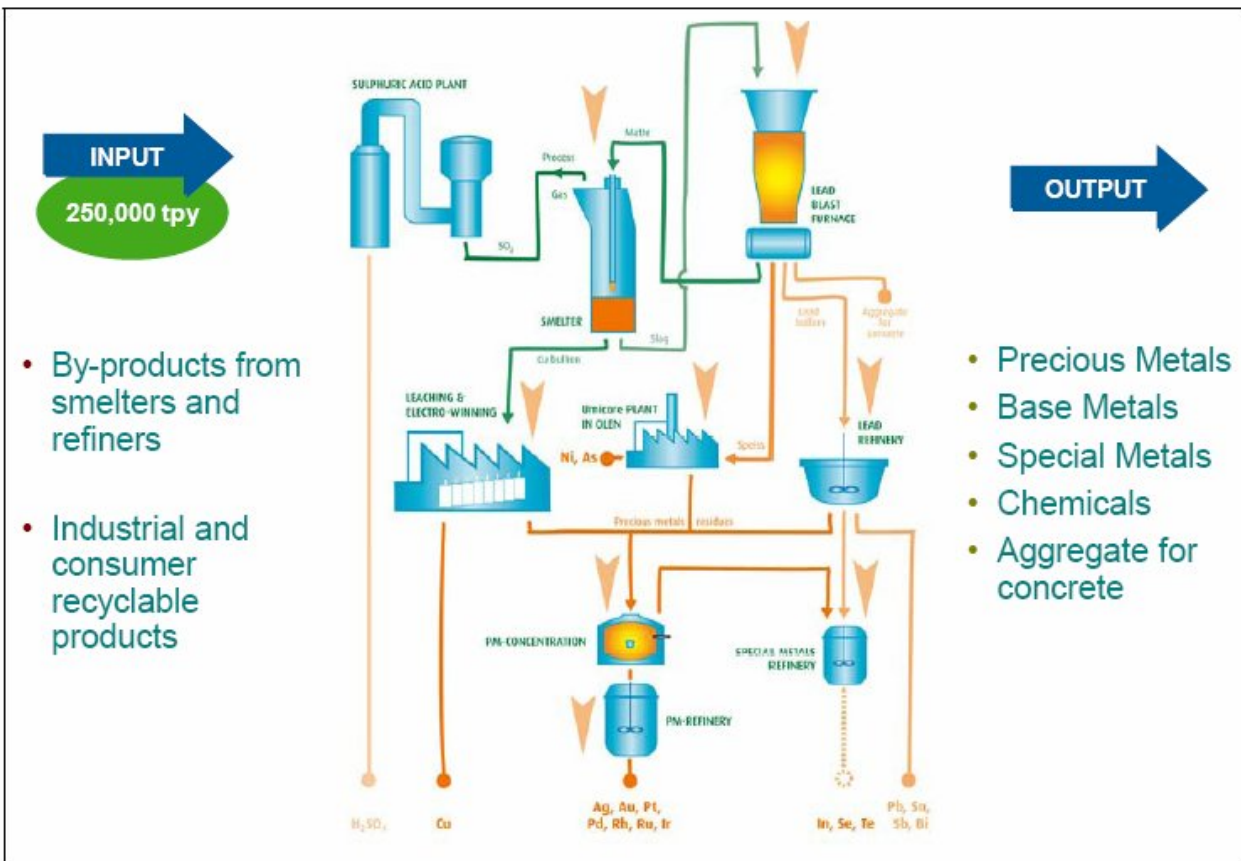 SULPHURIC ACID PLANT
INPUT
250,000 tpy
Process
Gas
SO₂
Matte
LEAD
BLAST
FURNACE
OUTPUT
SMELTER
Slag
Cu bullion
LEAD
bullion
Aggregate
for
concrete
• By-products from
smelters and
refiners
• Industrial and
consumer
recyclable
products
LEACHING &
ELECTRO-WINNING
Umicore PLANT
IN OLEN
Ni, As
Speiss
LEAD
REFINERY
Precious metals residues
• Precious Metals
• Base Metals
• Special Metals
• Chemicals
• Aggregate for
concrete
PM-CONCENTRATION
SPECIAL METALS
REFINERY
PM-REFINERY
H₂SO₄
Cu
Ag, Au, Pt,
Pd, Rh, Ru, Ir
In, Se, Te
Pb, Sn,
Sb, Bi